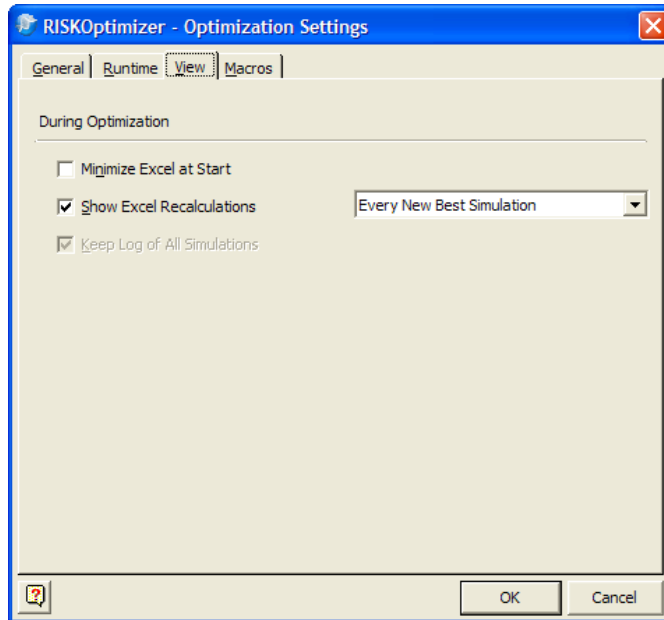 RISKOptimizer - Optimization Settings
General Runtime View Macros
During Optimization
Minimize Excel at Start
Show Excel Recalculations Every New Best Simulation
Keep Log of All Simulations
OK Cancel